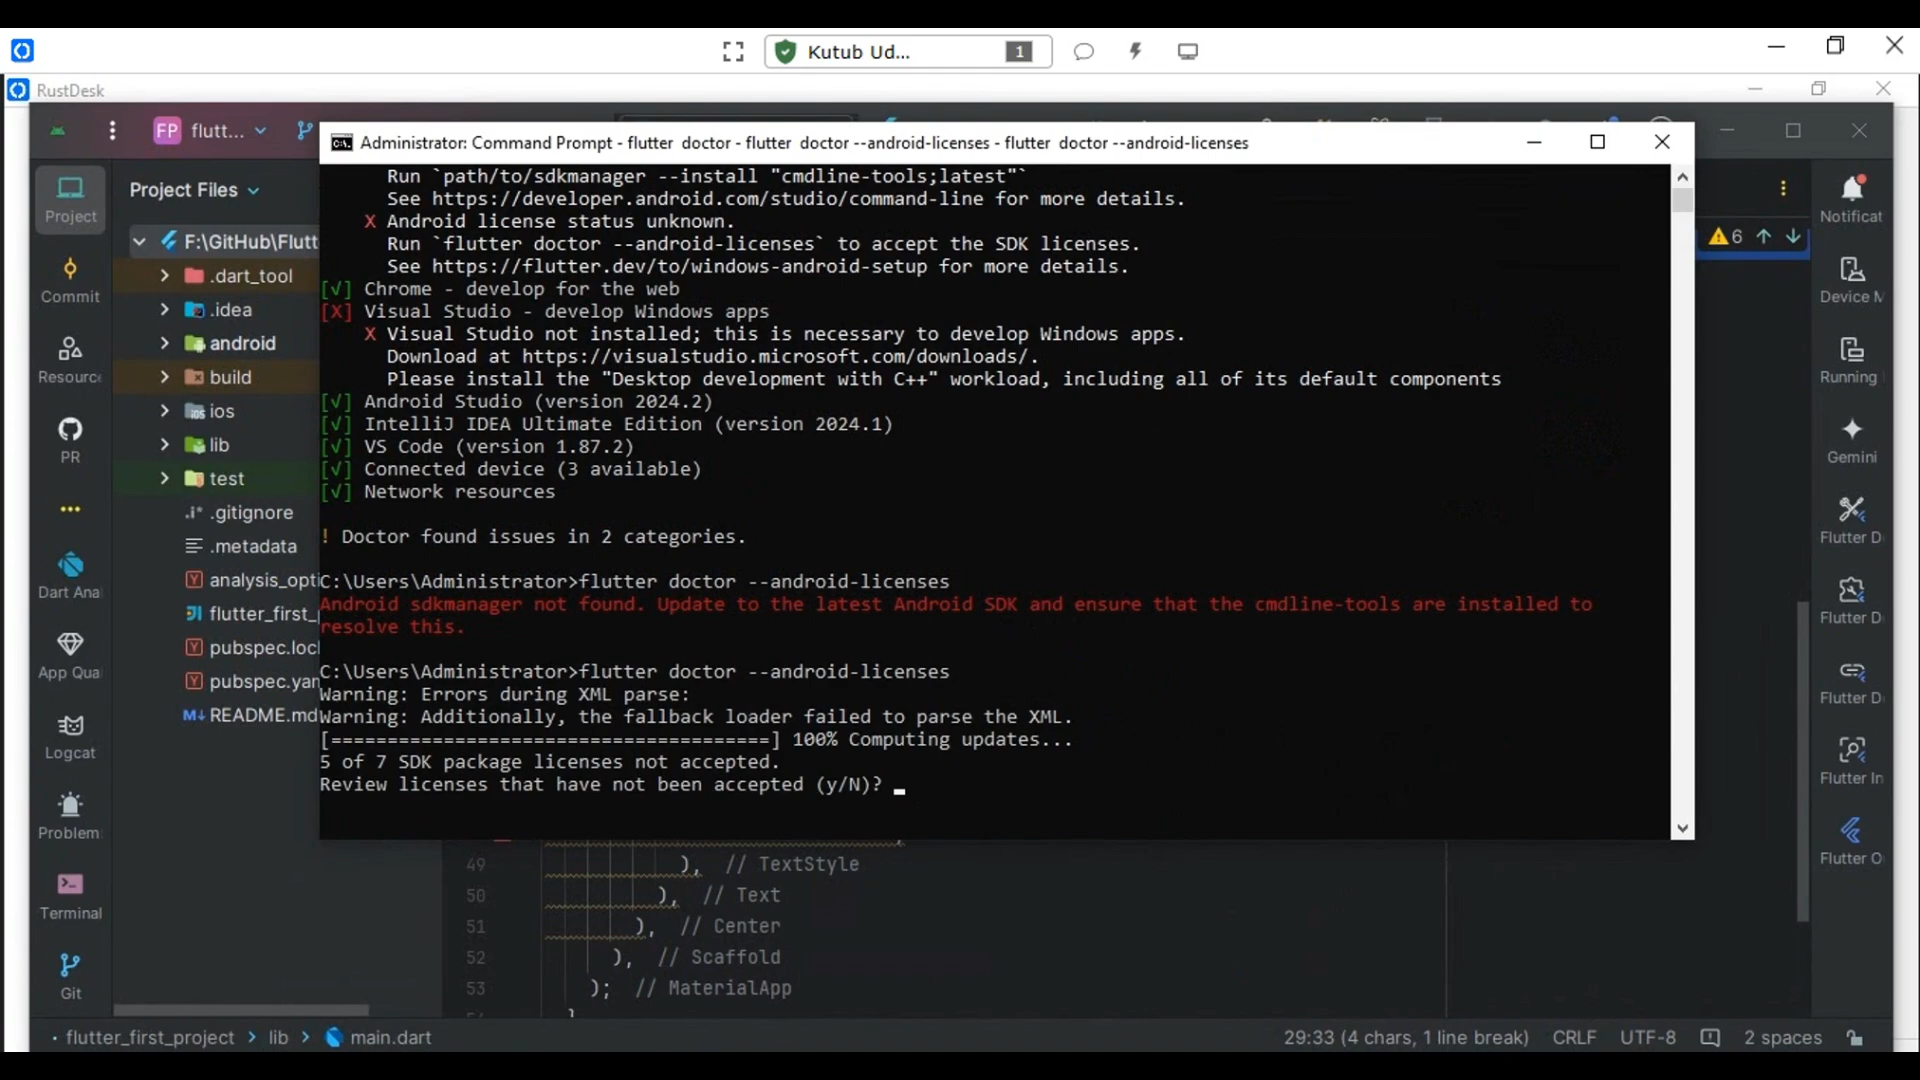 Kutub Ud... 1
RustDesk
FP flutt...
Administrator: Command Prompt - flutter doctor - flutter doctor --android-licenses - flutter doctor --android-licenses
Project
Commit
Resource
PR
Dart Anal
App Qua
Logcat
Problem
Terminal
Git
Project Files
F:\GitHub\Flutt
.dart_tool
.idea
android
build
ios
lib
test
.gitignore
.metadata
analysis_opti
flutter_first_
pubspec.loc
pubspec.yan
README.md
Run `path/to/sdkmanager --install "cmdline-tools;latest"`
See https://developer.android.com/studio/command-line for more details.
X Android license status unknown.
Run `flutter doctor --android-licenses` to accept the SDK licenses.
See https://flutter.dev/to/windows-android-setup for more details.
[√] Chrome - develop for the web
[X] Visual Studio - develop Windows apps
X Visual Studio not installed; this is necessary to develop Windows apps.
Download at https://visualstudio.microsoft.com/downloads/.
Please install the "Desktop development with C++" workload, including all of its default components
[√] Android Studio (version 2024.2)
[√] IntelliJ IDEA Ultimate Edition (version 2024.1)
[√] VS Code (version 1.87.2)
[√] Connected device (3 available)
[√] Network resources
! Doctor found issues in 2 categories.
C:\Users\Administrator>flutter doctor --android-licenses
Android sdkmanager not found. Update to the latest Android SDK and ensure that the cmdline-tools are installed to
resolve this.
C:\Users\Administrator>flutter doctor --android-licenses
Warning: Errors during XML parse:
Warning: Additionally, the fallback loader failed to parse the XML.
[=======================================] 100% Computing updates...
5 of 7 SDK package licenses not accepted.
Review licenses that have not been accepted (y/N)? _
49 ), // TextStyle
50 ), // Text
51 ), // Center
52 ), // Scaffold
53 ); // MaterialApp
6
Notificat
Device M
Running
Gemini
Flutter D
Flutter D
Flutter D
Flutter In
Flutter O
flutter_first_project > lib > main.dart
29:33 (4 chars, 1 line break) CRLF UTF-8 2 spaces